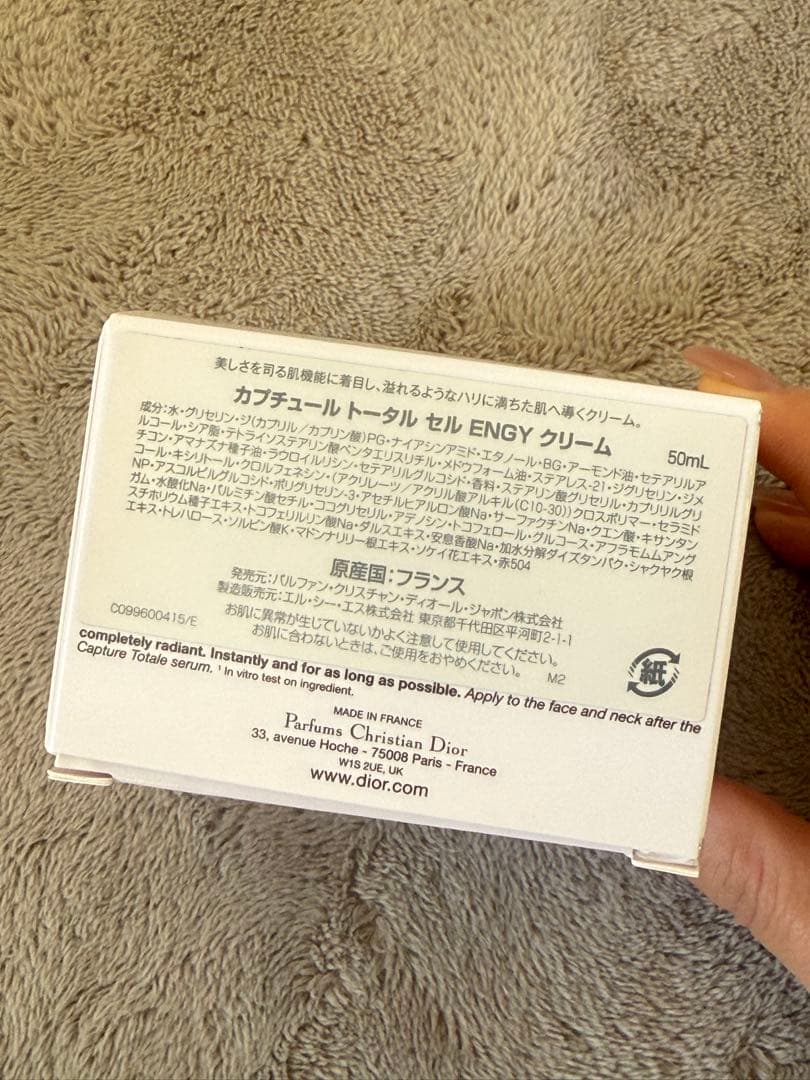 美しさを司る肌機能に着目し、溢れるようなハリに満ちた肌へ導くクリーム。
カプチュール トータル セル ENGY クリーム
50mL
成分:水・グリセリン・ジ(カプリル/カプリン酸)PG・ナイアシンアミド・エタノール・BG・アーモンド油・セテアリルア
ルコール・シア脂・テトライソステアリン酸ペンタエリスリチル・メドウフォーム油・ステアレス-21・ジグリセリン・ジメ
チコン・アマナズナ種子油・ラウロイルリシン・セテアリルグルコシド・香料・ステアリン酸グリセリル・カプリリルグリ
コール・キシリトール・クロルフェネシン・(アクリレーツ/アクリル酸アルキル(C10-30))クロスポリマー・セラミド
NP・アスコルビルグルコシド・ポリグリセリン-3・アセチルヒアルロン酸Na・サーファクチンNa・クエン酸・キサンタン
ガム・水酸化Na・パルミチン酸セチル・ココグリセリル・アデノシン・トコフェロール・グルコース・アフラモムムアング
スチホリウム種子エキス・トコフェリルリン酸Na・ダルスエキス・安息香酸Na・加水分解ダイズタンパク・シャクヤク根
エキス・トレハロース・ソルビン酸K・マドンナリリー根エキス・ソケイ花エキス・赤504
原産国:フランス
発売元:パルファン・クリスチャン・ディオール・ジャポン株式会社
製造販売元:エル・シー・エス株式会社 東京都千代田区平河町2-1-1
お肌に異常が生じていないかよく注意して使用してください。
C099600415/E
お肌に合わないときは、ご使用をおやめください。 M2
紙
completely radiant. Instantly and for as long as possible. Apply to the face and neck after the
Capture Totale serum. ¹ In vitro test on ingredient.
MADE IN FRANCE
Parfums Christian Dior
33, avenue Hoche - 75008 Paris - France
W1S 2UE, UK
www.dior.com